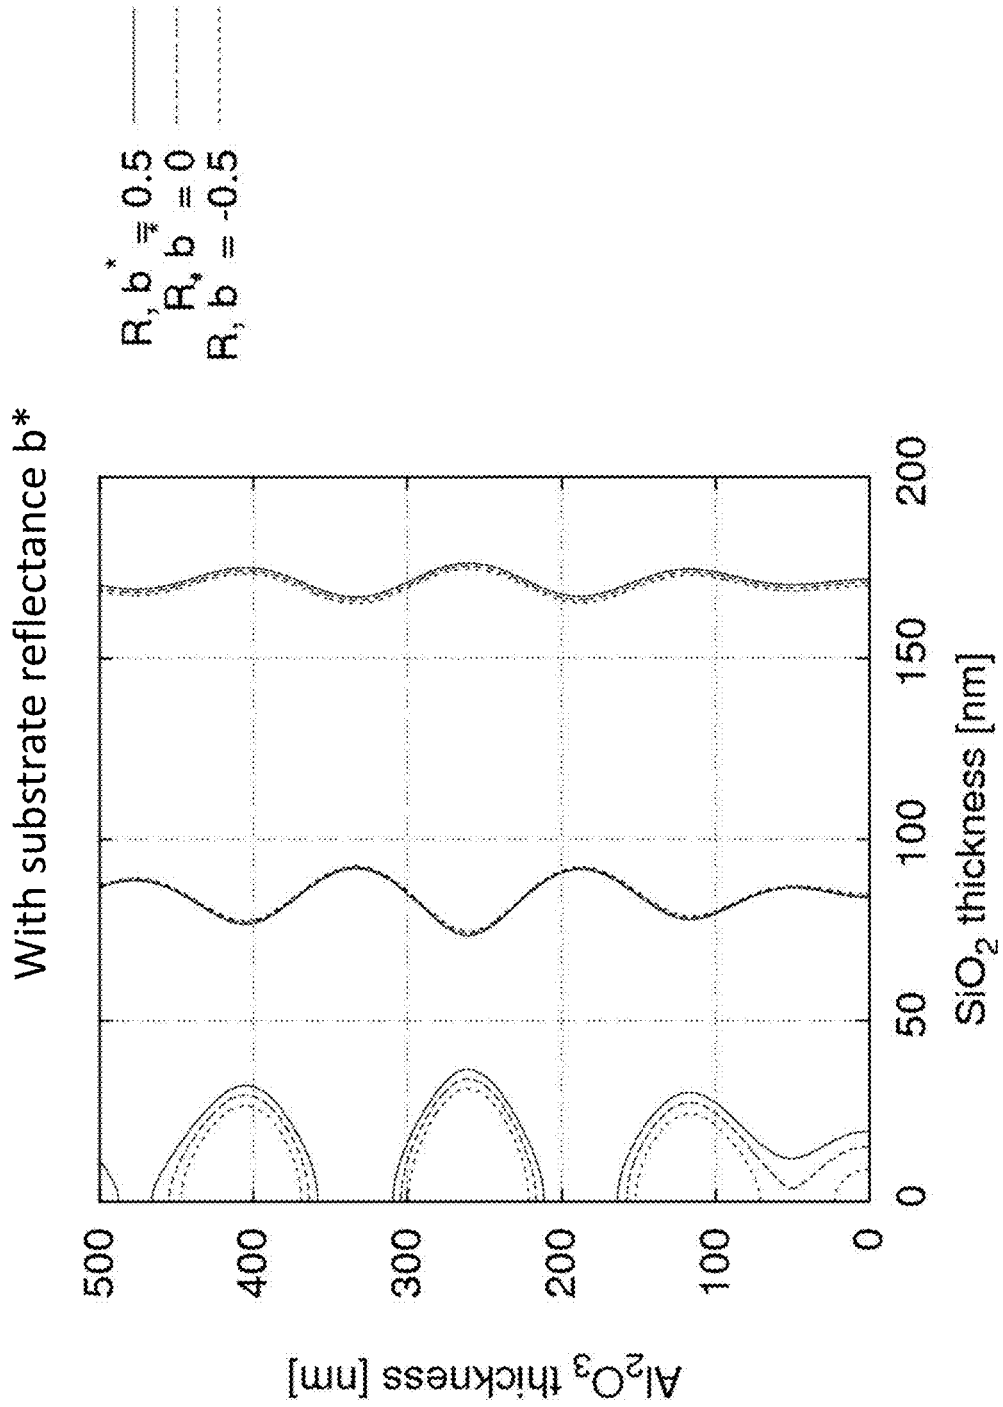 With substrate reflectance b*
R, b* = 0.5
R, b* = 0
R, b* = -0.5
Al₂O₃ thickness [nm]
500
400
300
200
100
0
0
50
100
150
200
SiO₂ thickness [nm]